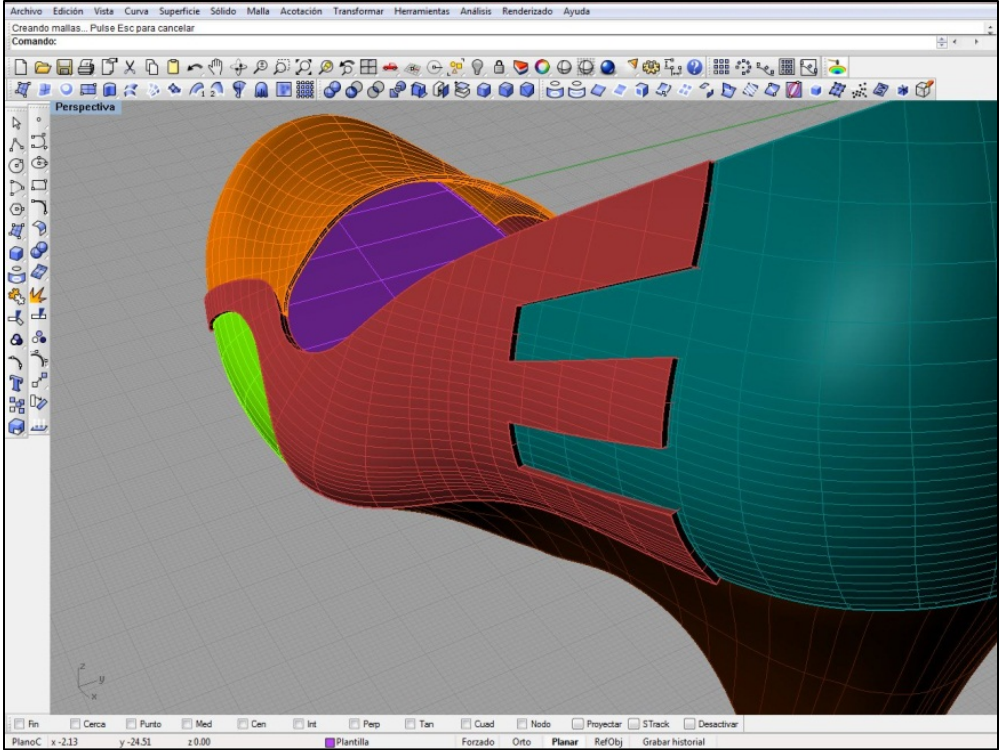 Archivo Edición Vista Curva Superficie Sólido Malla Acotación Transformar Herramientas Análisis Renderizado Ayuda
Creando mallas... Pulse Esc para cancelar
Comando:
Perspectiva
z
y
x
Fin Cerca Punto Med Cen Int Perp Tan Cuad Nodo Proyectar STrack Desactivar
PlanoC x -2.13 y -24.51 z 0.00 Plantilla Forzado Orto Planar RefObj Grabar historial